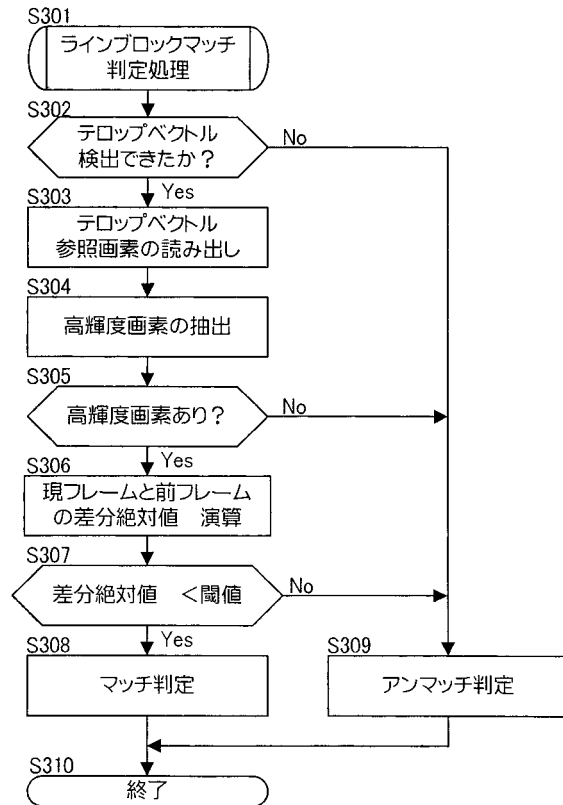 S301
ラインブロックマッチ
判定処理
S302
テロップベクトル
検出できたか？
No
Yes
S303
テロップベクトル
参照画素の読み出し
S304
高輝度画素の抽出
S305
高輝度画素あり？
No
Yes
S306
現フレームと前フレーム
の差分絶対値　演算
S307
差分絶対値　＜閾値
No
Yes
S308
マッチ判定
S309
アンマッチ判定
S310
終了